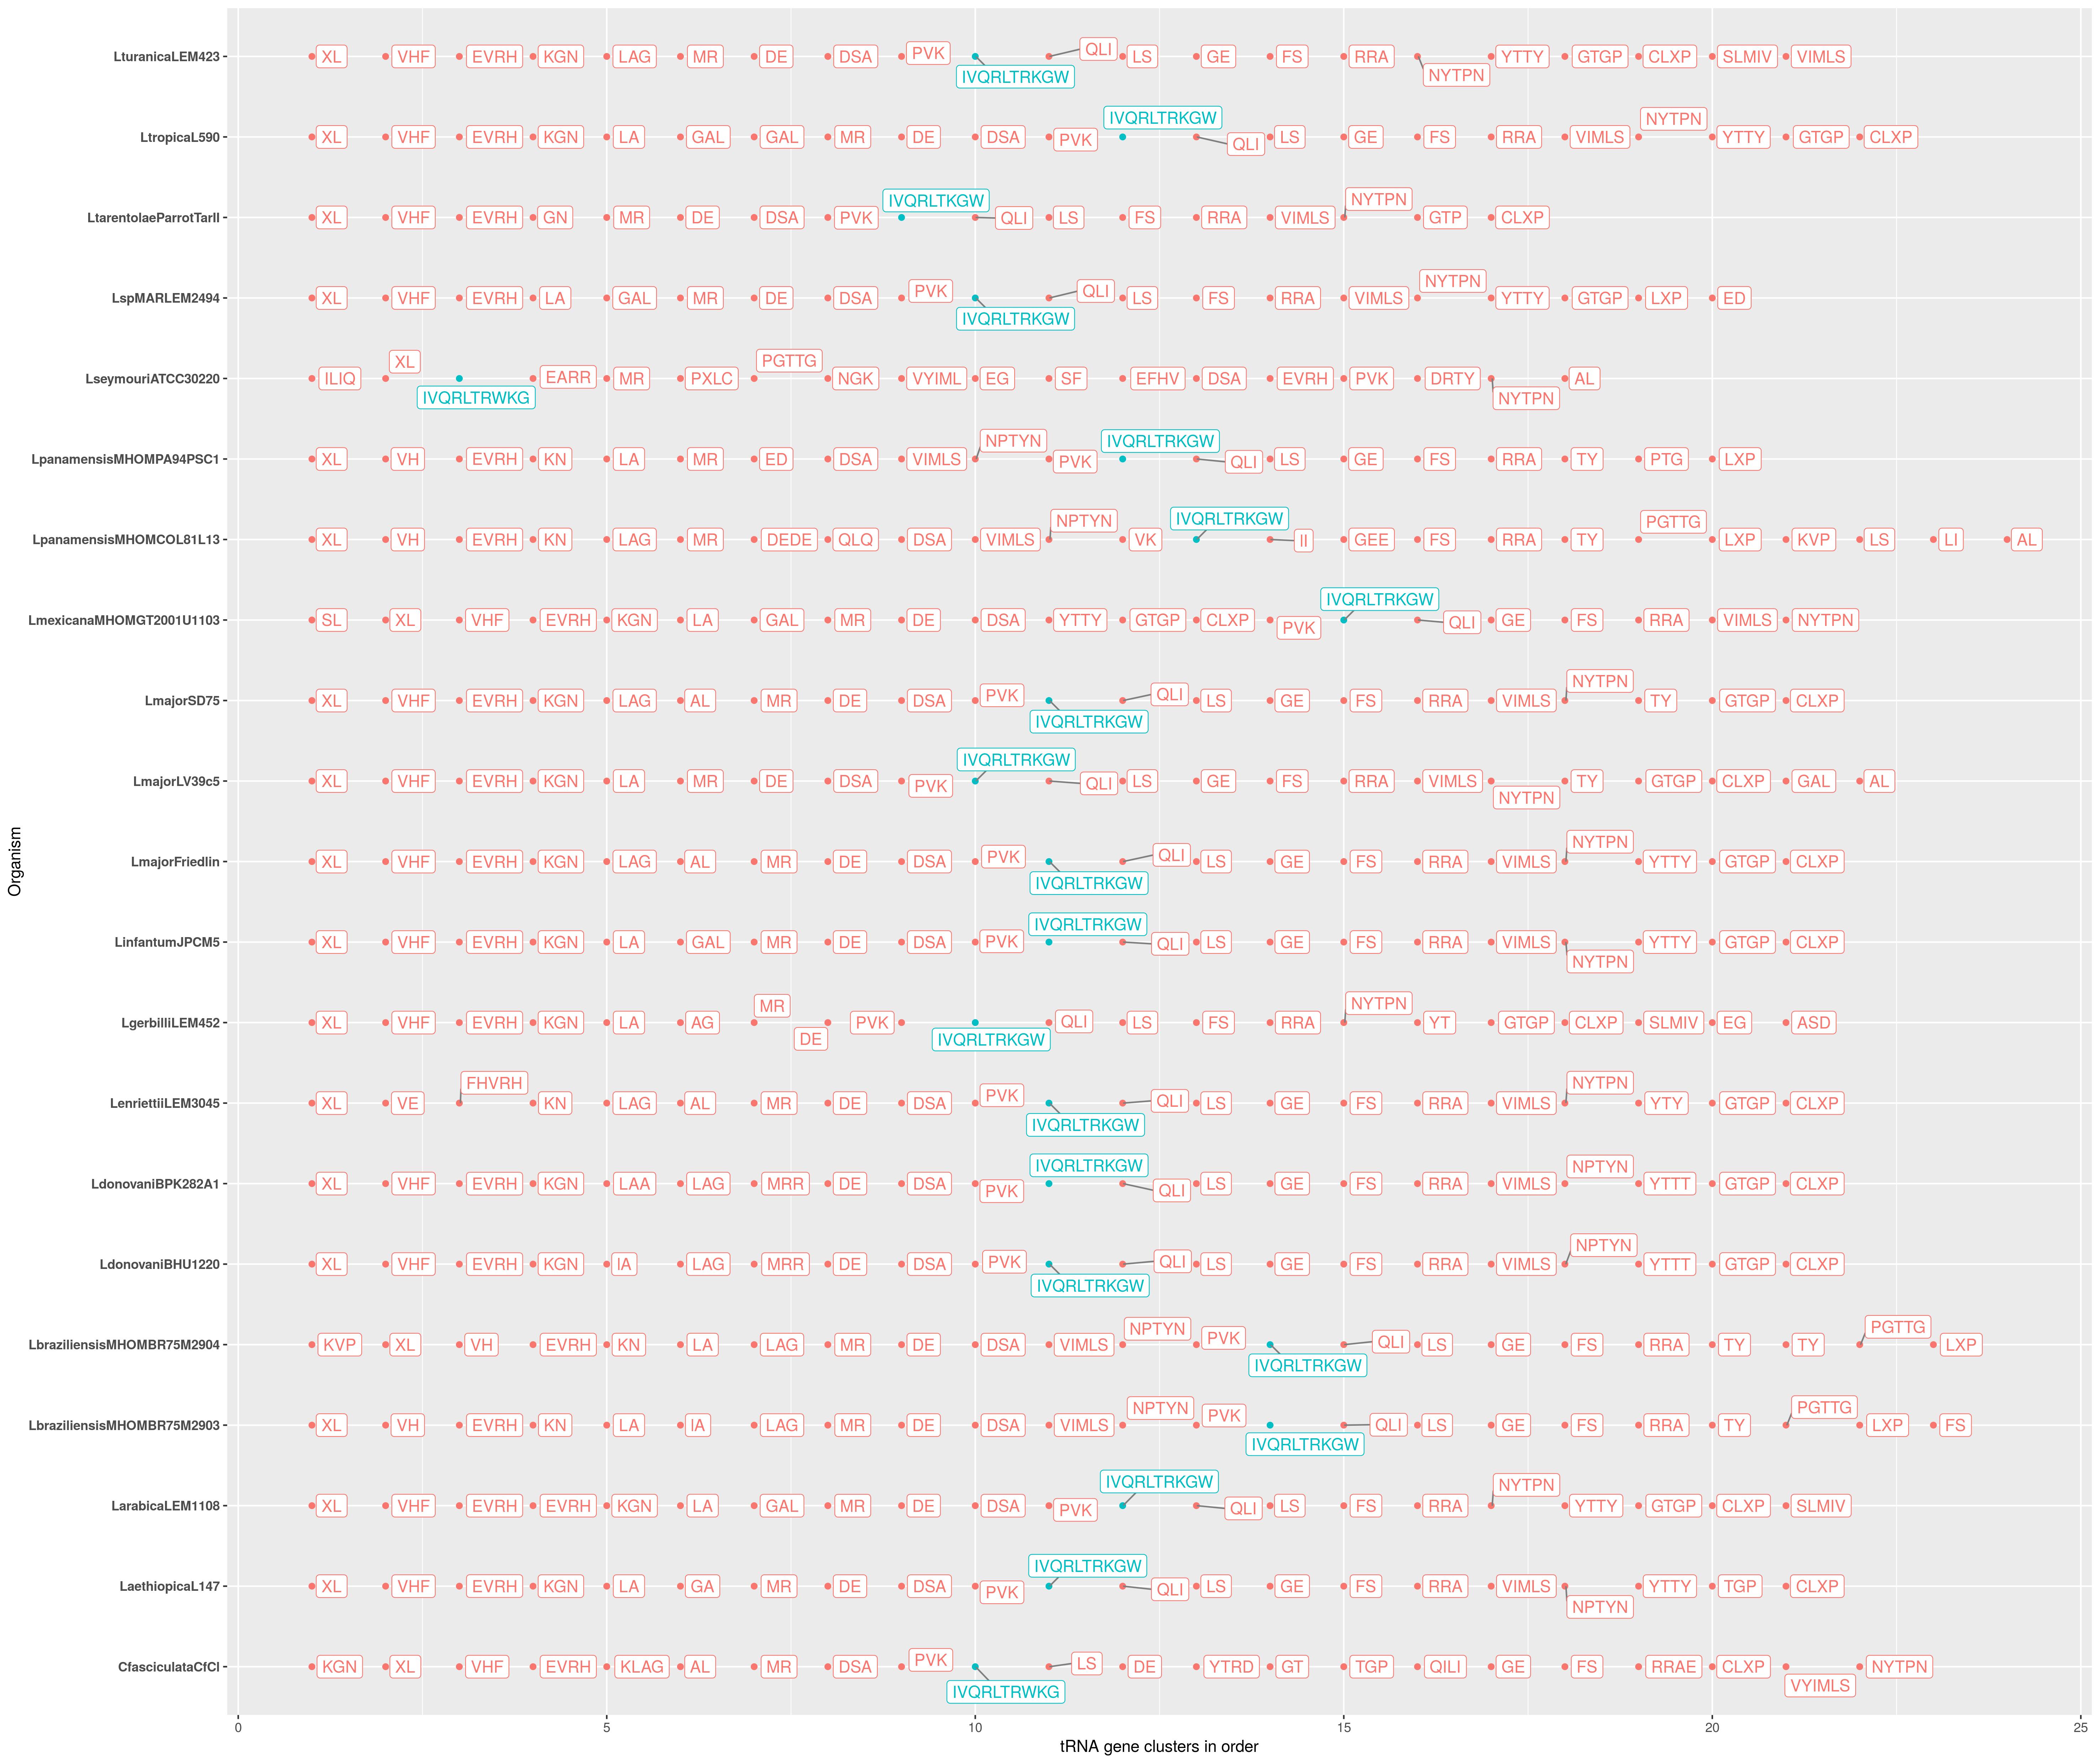 LturanicaLEM423 XL VHF EVRH KGN LAG MR DE DSA PVK IVQRLTRKGW QLI LS GE FS RRA NYTPN YTTY GTGP CLXP SLMIV VIMLS
LtropicaL590 XL VHF EVRH KGN LA GAL GAL MR DE DSA PVK IVQRLTRKGW QLI LS GE FS RRA VIMLS NYTPN YTTY GTGP CLXP
LtarentolaeParrotTarII XL VHF EVRH GN MR DE DSA PVK IVQRLTKGW QLI LS FS RRA VIMLS NYTPN GTP CLXP
LspMARLEM2494 XL VHF EVRH LA GAL MR DE DSA PVK IVQRLTRKGW QLI LS FS RRA VIMLS NYTPN YTTY GTGP LXP ED
LseymouriATCC30220 ILIQ XL IVQRLTRWKG EARR MR PXLC PGTTG NGK VYIML EG SF EFHV DSA EVRH PVK DRTY NYTPN AL
LpanamensisMHOMPA94PSC1 XL VH EVRH KN LA MR ED DSA VIMLS NPTYN PVK IVQRLTRKGW QLI LS GE FS RRA TY PTG LXP
LpanamensisMHOMCOL81L13 XL VH EVRH KN LAG MR DEDE QLQ DSA VIMLS NPTYN VK IVQRLTRKGW II GEE FS RRA TY PGTTG LXP KVP LS LI AL
LmexicanaMHOMGT2001U1103 SL XL VHF EVRH KGN LA GAL MR DE DSA YTTY GTGP CLXP PVK IVQRLTRKGW QLI GE FS RRA VIMLS NYTPN
LmajorSD75 XL VHF EVRH KGN LAG AL MR DE DSA PVK IVQRLTRKGW QLI LS GE FS RRA VIMLS NYTPN TY GTGP CLXP
LmajorLV39c5 XL VHF EVRH KGN LA MR DE DSA PVK IVQRLTRKGW QLI LS GE FS RRA VIMLS NYTPN TY GTGP CLXP GAL AL
LmajorFriedlin XL VHF EVRH KGN LAG AL MR DE DSA PVK IVQRLTRKGW QLI LS GE FS RRA VIMLS NYTPN YTTY GTGP CLXP
LinfantumJPCM5 XL VHF EVRH KGN LA GAL MR DE DSA PVK IVQRLTRKGW QLI LS GE FS RRA VIMLS NYTPN YTTY GTGP CLXP
LgerbilliLEM452 XL VHF EVRH KGN LA AG MR DE PVK IVQRLTRKGW QLI LS FS RRA NYTPN YT GTGP CLXP SLMIV EG ASD
LenriettiiLEM3045 XL VE FHVRH KN LAG AL MR DE DSA PVK IVQRLTRKGW QLI LS GE FS RRA VIMLS NYTPN YTY GTGP CLXP
LdonovaniBPK282A1 XL VHF EVRH KGN LAA LAG MRR DE DSA PVK IVQRLTRKGW QLI LS GE FS RRA VIMLS NPTYN YTTT GTGP CLXP
LdonovaniBHU1220 XL VHF EVRH KGN IA LAG MRR DE DSA PVK IVQRLTRKGW QLI LS GE FS RRA VIMLS NPTYN YTTT GTGP CLXP
LbraziliensisMHOMBR75M2904 KVP XL VH EVRH KN LA LAG MR DE DSA VIMLS NPTYN PVK IVQRLTRKGW QLI LS GE FS RRA TY TY PGTTG LXP
LbraziliensisMHOMBR75M2903 XL VH EVRH KN LA IA LAG MR DE DSA VIMLS NPTYN PVK IVQRLTRKGW QLI LS GE FS RRA TY PGTTG LXP FS
LarabicaLEM1108 XL VHF EVRH EVRH KGN LA GAL MR DE DSA PVK IVQRLTRKGW QLI LS FS RRA NYTPN YTTY GTGP CLXP SLMIV
LaethiopicaL147 XL VHF EVRH KGN LA GA MR DE DSA PVK IVQRLTRKGW QLI LS GE FS RRA VIMLS NPTYN YTTY TGP CLXP
CfasciculataCfCl KGN XL VHF EVRH KLAG AL MR DSA PVK IVQRLTRWKG LS DE YTRD GT TGP QILI GE FS RRAE CLXP VYIMLS NYTPN
0 5 10 15 20 25
tRNA gene clusters in order
Organism